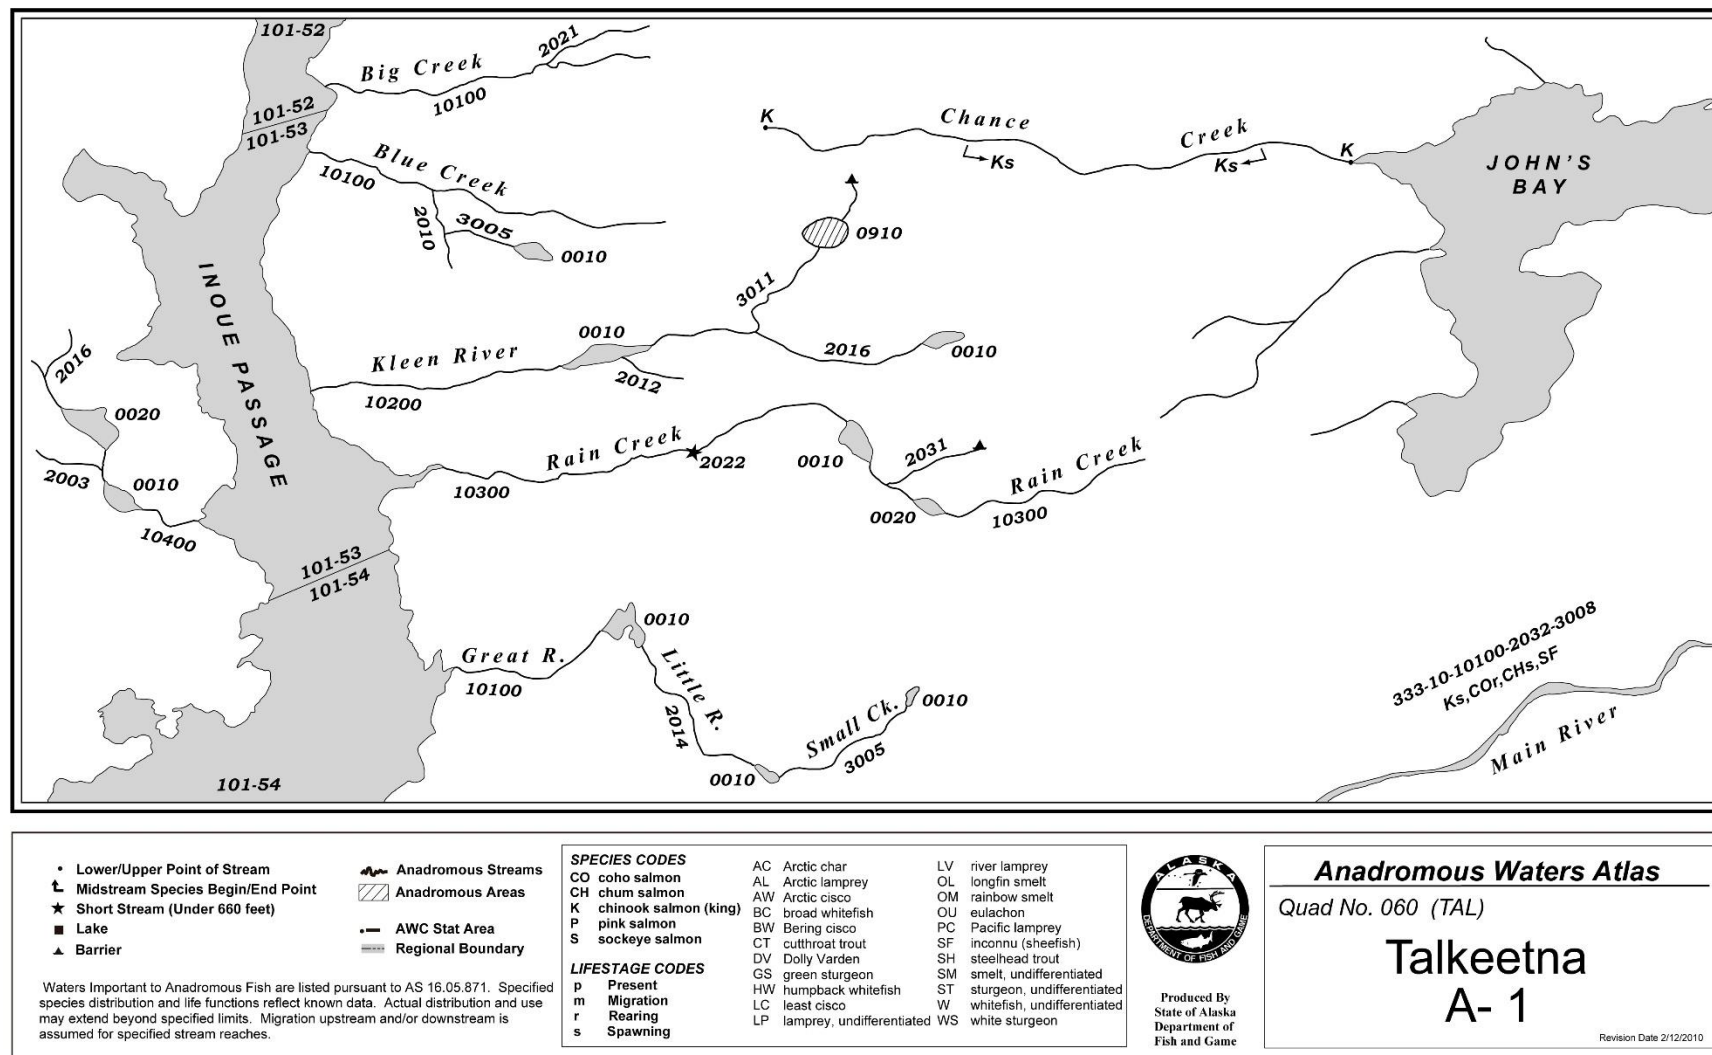 101-52
2021
Big Creek
10100
101-52
101-53
K
Chance
Creek
K
Ks
Ks
JOHN'S
BAY
Blue Creek
10100
2010
3005
0010
0910
3011
INOUE PASSAGE
0010
Kleen River
2016
0010
2012
10200
2016
0020
2003
0010
10400
Rain Creek
2022
0010
2031
Rain Creek
10300
0020
10300
101-53
101-54
0010
Great R.
10100
Little R.
2014
Small Ck.
0010
3005
0010
101-54
333-10-10100-2032-3008
Ks,COr,CHs,SF
Main River
Lower/Upper Point of Stream
Midstream Species Begin/End Point
Short Stream (Under 660 feet)
Lake
Barrier
Anadromous Streams
Anadromous Areas
AWC Stat Area
Regional Boundary
Waters Important to Anadromous Fish are listed pursuant to AS 16.05.871. Specified
species distribution and life functions reflect known data. Actual distribution and use
may extend beyond specified limits. Migration upstream and/or downstream is
assumed for specified stream reaches.
SPECIES CODES
CO coho salmon
CH chum salmon
K chinook salmon (king)
P pink salmon
S sockeye salmon
LIFESTAGE CODES
p Present
m Migration
r Rearing
s Spawning
AC Arctic char
AL Arctic lamprey
AW Arctic cisco
BC broad whitefish
BW Bering cisco
CT cutthroat trout
DV Dolly Varden
GS green sturgeon
HW humpback whitefish
LC least cisco
LP lamprey, undifferentiated
LV river lamprey
OL longfin smelt
OM rainbow smelt
OU eulachon
PC Pacific lamprey
SF inconnu (sheefish)
SH steelhead trout
SM smelt, undifferentiated
ST sturgeon, undifferentiated
W whitefish, undifferentiated
WS white sturgeon
ALASKA
DEPARTMENT OF FISH AND GAME
Produced By
State of Alaska
Department of
Fish and Game
Anadromous Waters Atlas
Quad No. 060 (TAL)
Talkeetna
A- 1
Revision Date 2/12/2010